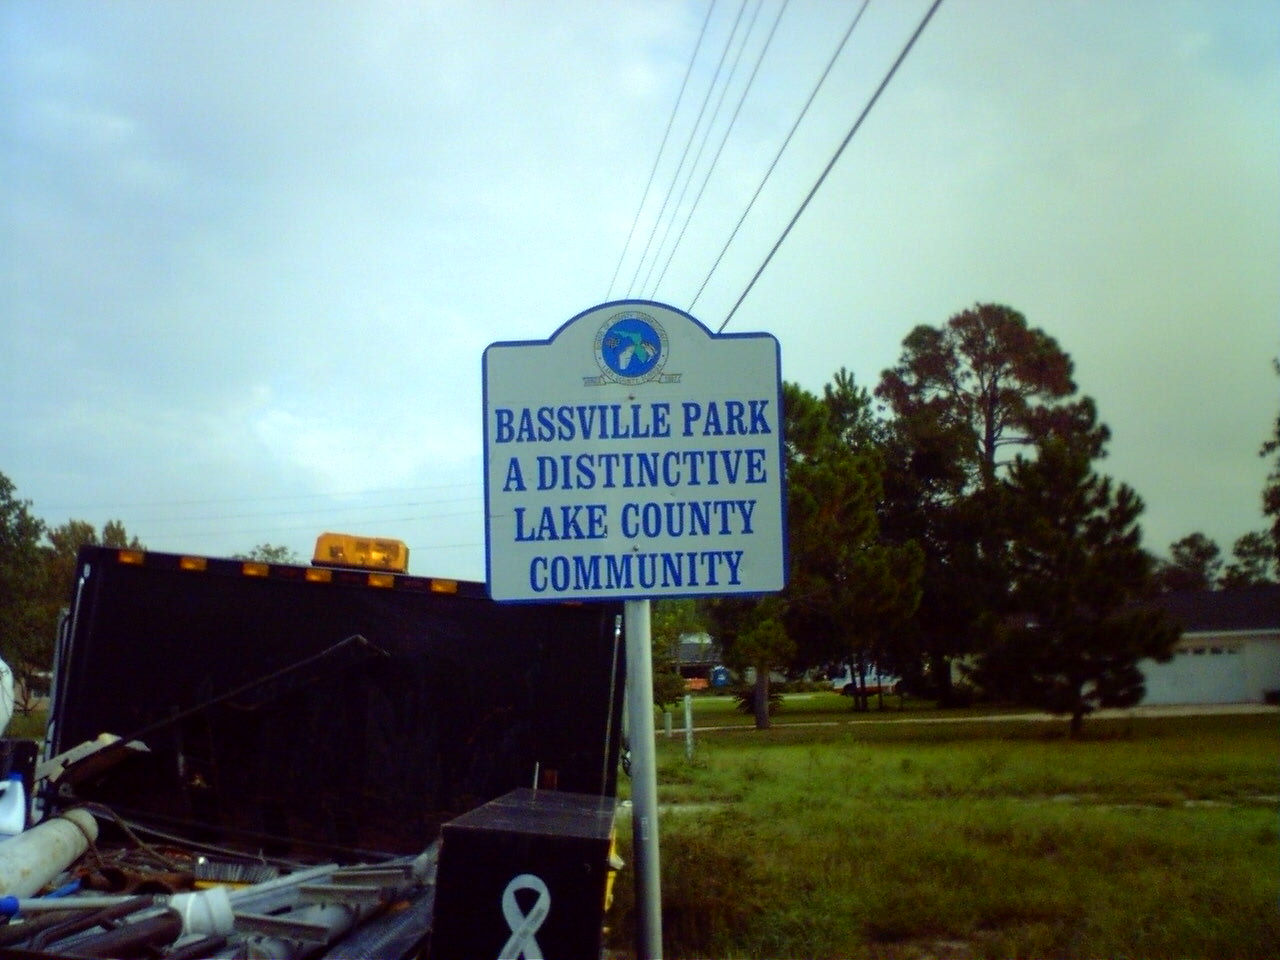 BASSVILLE PARK
A DISTINCTIVE
LAKE COUNTY
COMMUNITY